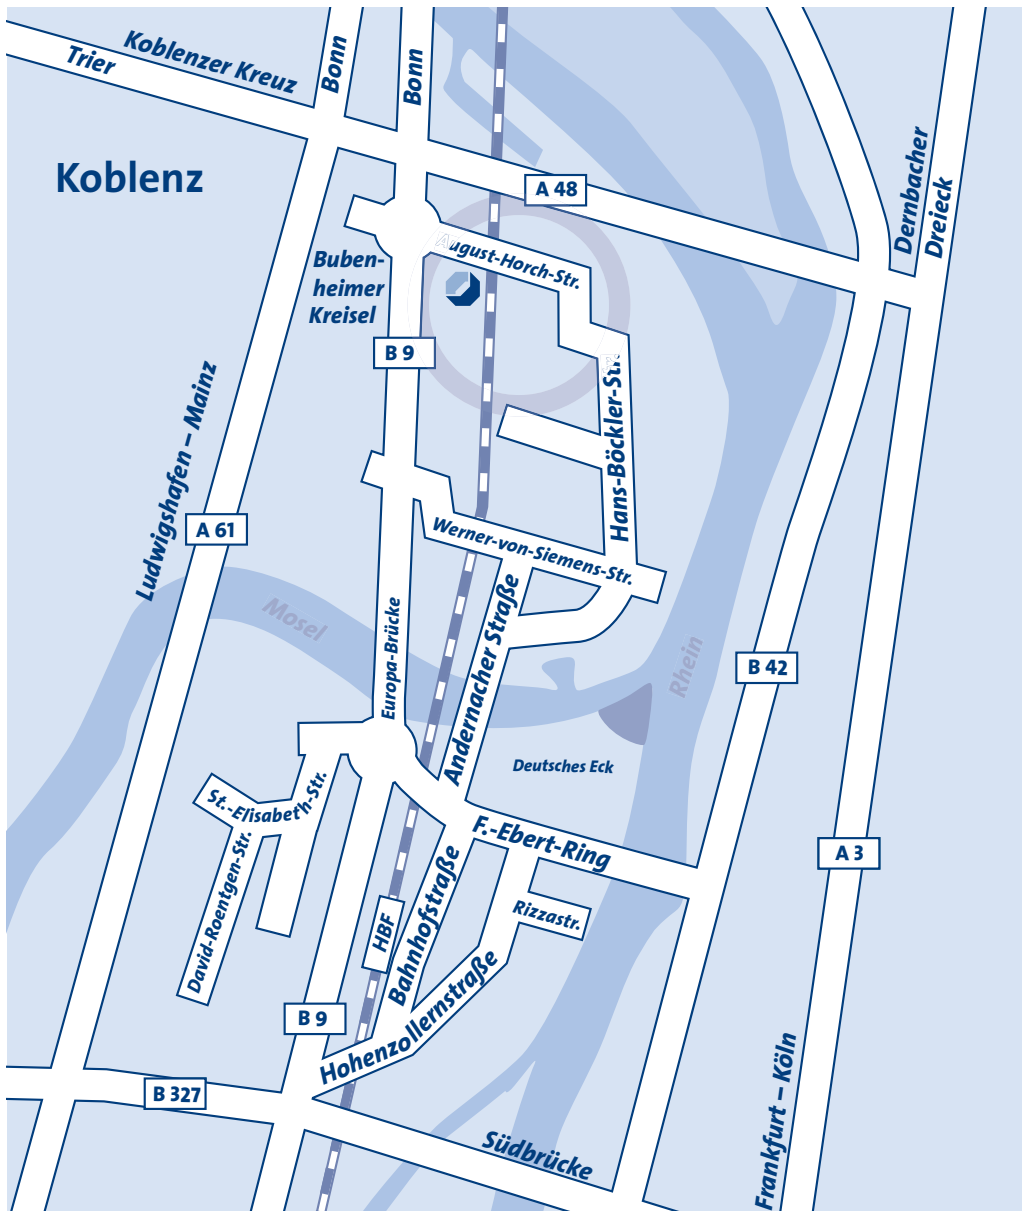 Koblenzer Kreuz
Trier
Bonn
Bonn
Koblenz
A 48
Dernbacher
Dreieck
August-Horch-Str.
Buben-
heimer
Kreisel
B 9
Hans-Böckler-Str.
Ludwigshafen – Mainz
A 61
Werner-von-Siemens-Str.
Mosel
Europa-Brücke
Andernacher Straße
Rhein
B 42
Deutsches Eck
St.-Elisabeth-Str.
F.-Ebert-Ring
A 3
David-Roentgen-Str.
HBF
Bahnhofstraße
Rizzastr.
Hohenzollernstraße
B 9
B 327
Südbrücke
Frankfurt – Köln